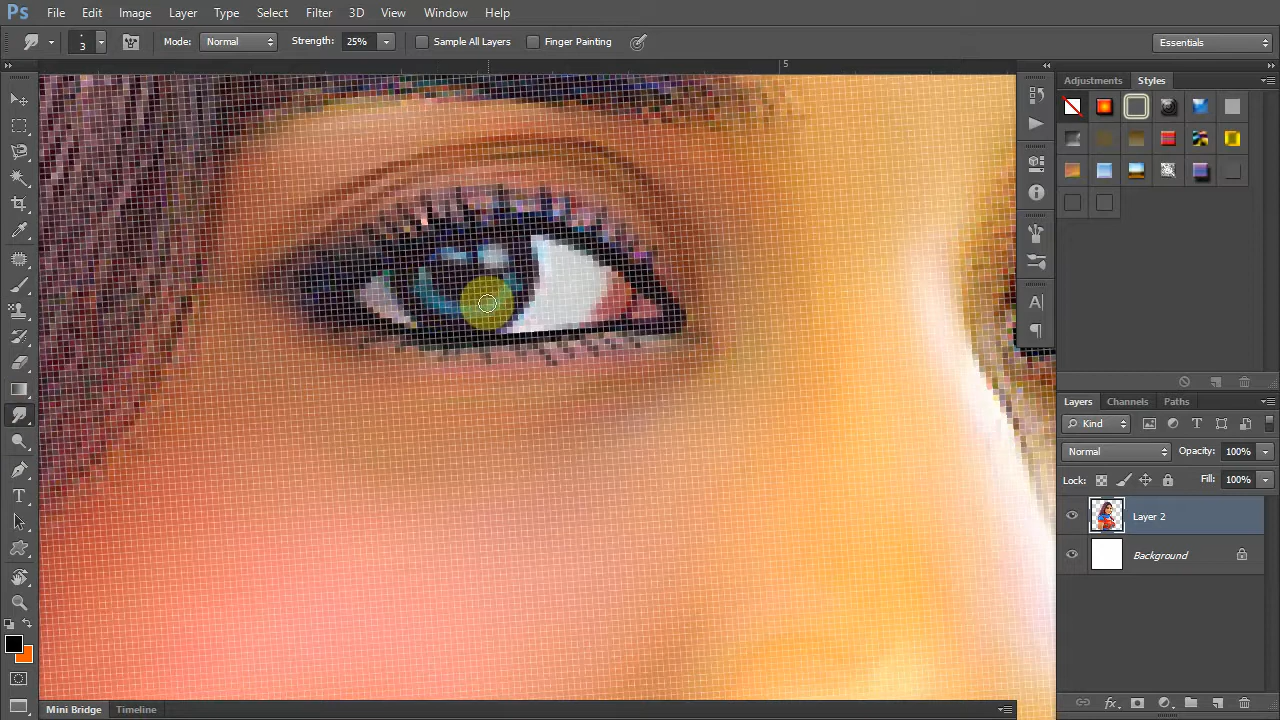 Ps File Edit Image Layer Type Select Filter 3D View Window Help
3 Mode: Normal Strength: 25% Sample All Layers Finger Painting Essentials
5
Adjustments Styles
Layers Channels Paths
Kind T
Normal Opacity: 100%
Lock: Fill: 100%
Layer 2
Background
T
A
Mini Bridge Timeline